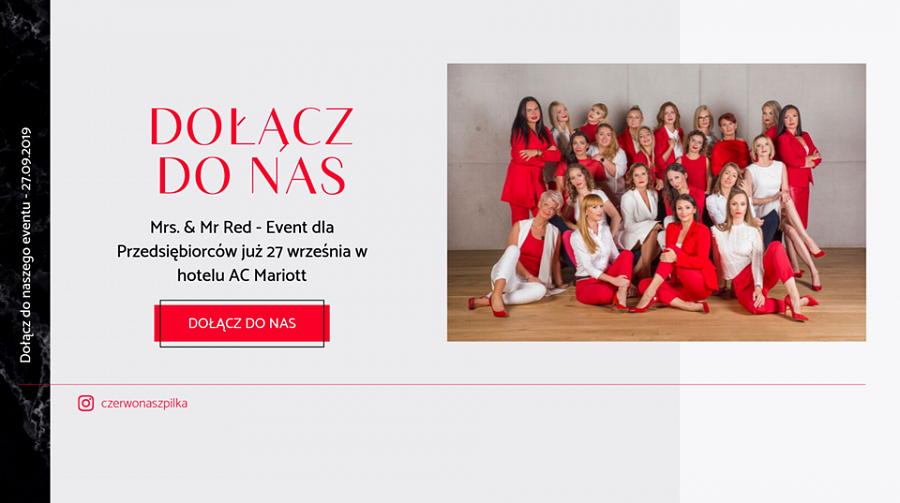 Dołącz do naszego eventu - 27.09.2019
DOŁĄCZ
DO NAS
Mrs. & Mr Red - Event dla
Przedsiębiorców już 27 września w
hotelu AC Mariott
DOŁĄCZ DO NAS
czerwonaszpilka